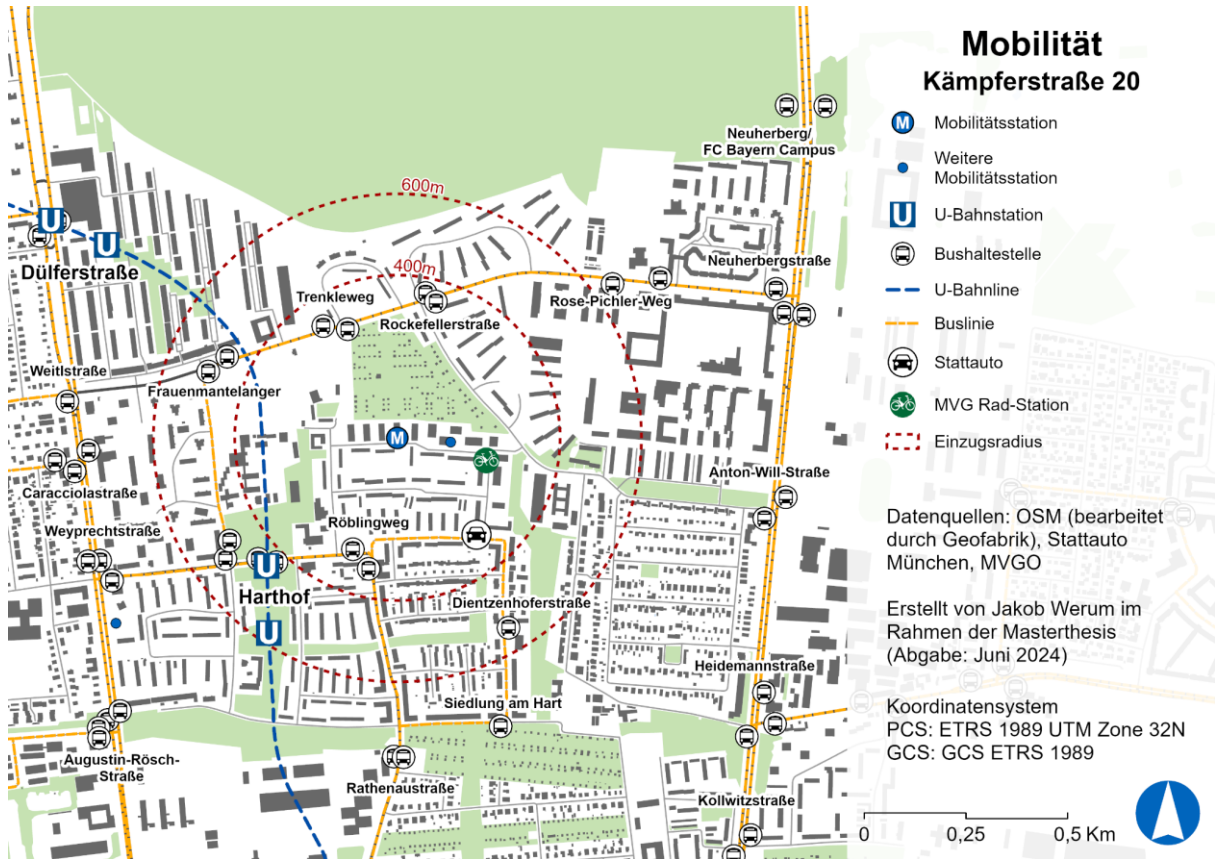 Mobilität
Kämpferstraße 20
M
Mobilitätsstation
Weitere
Mobilitätsstation
U
U-Bahnstation
Bushaltestelle
U-Bahnline
Buslinie
Stattauto
MVG Rad-Station
Einzugsradius
Datenquellen: OSM (bearbeitet
durch Geofabrik), Stattauto
München, MVGO
Erstellt von Jakob Werum im
Rahmen der Masterthesis
(Abgabe: Juni 2024)
Koordinatensystem
PCS: ETRS 1989 UTM Zone 32N
GCS: GCS ETRS 1989
0
0,25
0,5 Km
Neuherberg/
FC Bayern Campus
600m
U
U
Dülferstraße
400m
Neuherbergstraße
Trenkleweg
Rose-Pichler-Weg
Rockefellerstraße
Weitlstraße
Frauenmantelanger
M
Anton-Will-Straße
Caracciolastraße
Röblingweg
Weyprechtstraße
U
Harthof
Dientzenhoferstraße
U
Heidemannstraße
Siedlung am Hart
Augustin-Rösch-
Straße
Rathenaustraße
Kollwitzstraße